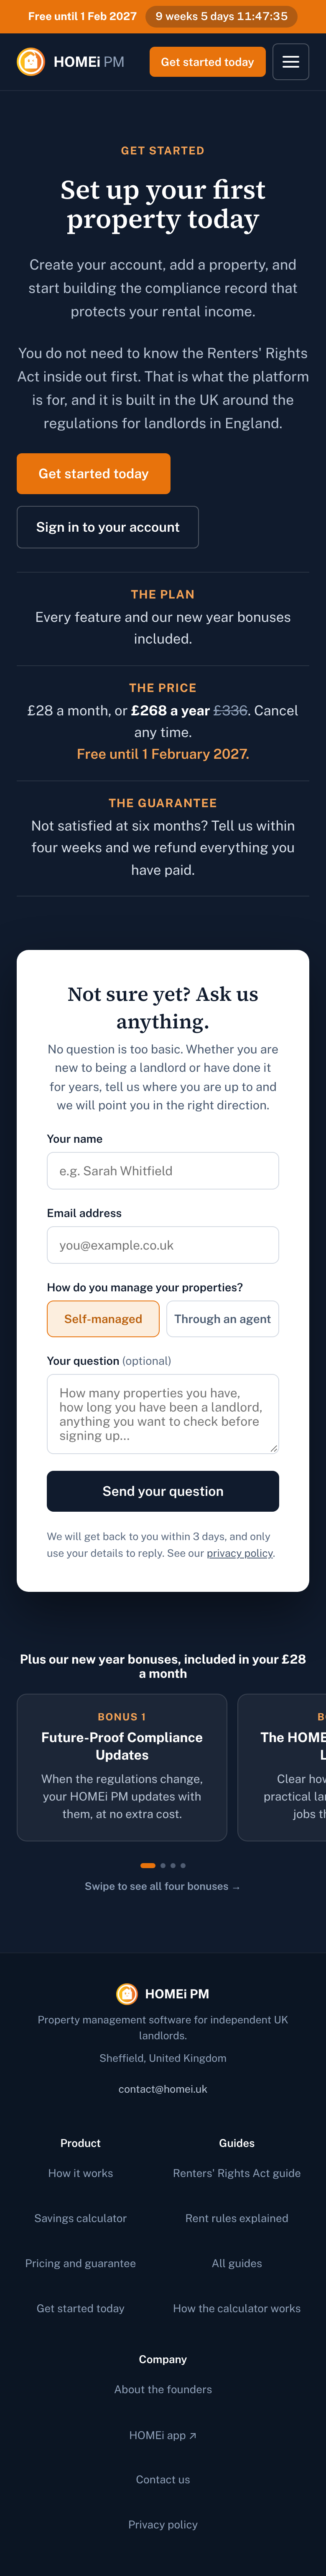 Free until 1 Feb 2027 9 weeks 5 days 11:47:35
HOMEi PM
Get started today
GET STARTED
Set up your first
property today
Create your account, add a property, and
start building the compliance record that
protects your rental income.
You do not need to know the Renters' Rights
Act inside out first. That is what the platform
is for, and it is built in the UK around the
regulations for landlords in England.
Get started today
Sign in to your account
THE PLAN
Every feature and our new year bonuses
included.
THE PRICE
£28 a month, or £268 a year £336. Cancel
any time.
Free until 1 February 2027.
THE GUARANTEE
Not satisfied at six months? Tell us within
four weeks and we refund everything you
have paid.
Not sure yet? Ask us
anything.
No question is too basic. Whether you are
new to being a landlord or have done it
for years, tell us where you are up to and
we will point you in the right direction.
Your name
e.g. Sarah Whitfield
Email address
you@example.co.uk
How do you manage your properties?
Self-managed Through an agent
Your question (optional)
How many properties you have,
how long you have been a landlord,
anything you want to check before
signing up...
Send your question
We will get back to you within 3 days, and only
use your details to reply. See our privacy policy.
Plus our new year bonuses, included in your £28
a month
BONUS 1
Future-Proof Compliance
Updates
When the regulations change,
your HOMEi PM updates with
them, at no extra cost.
B
The HOME
L
Clear how
practical la
jobs th
Swipe to see all four bonuses →
HOMEi PM
Property management software for independent UK
landlords.
Sheffield, United Kingdom
contact@homei.uk
Product
How it works
Savings calculator
Pricing and guarantee
Get started today
Guides
Renters' Rights Act guide
Rent rules explained
All guides
How the calculator works
Company
About the founders
HOMEi app ↗
Contact us
Privacy policy